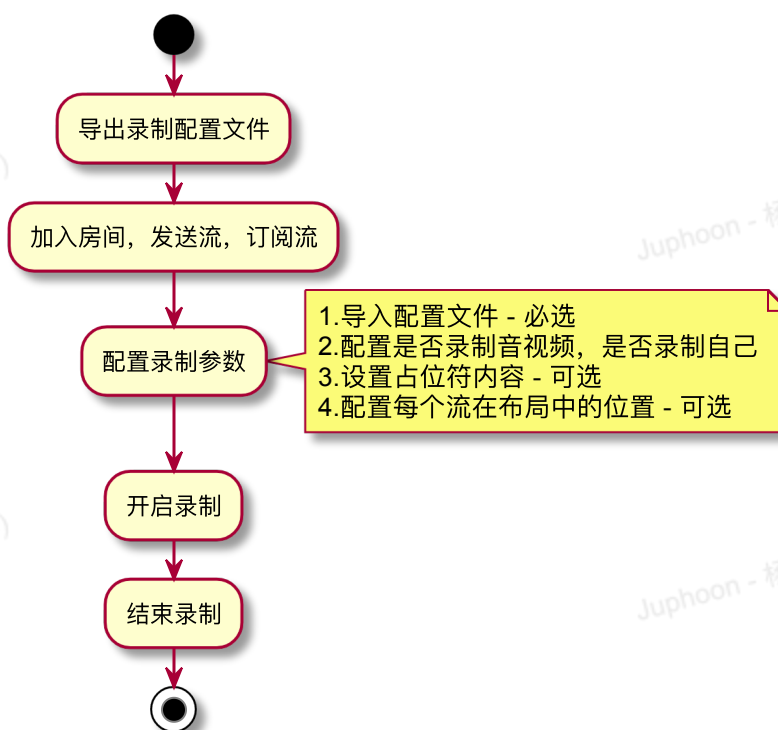 导出录制配置文件
加入房间，发送流，订阅流
配置录制参数
1.导入配置文件 - 必选
2.配置是否录制音视频，是否录制自己
3.设置占位符内容 - 可选
4.配置每个流在布局中的位置 - 可选
开启录制
结束录制
Juphoon -
Juphoon -